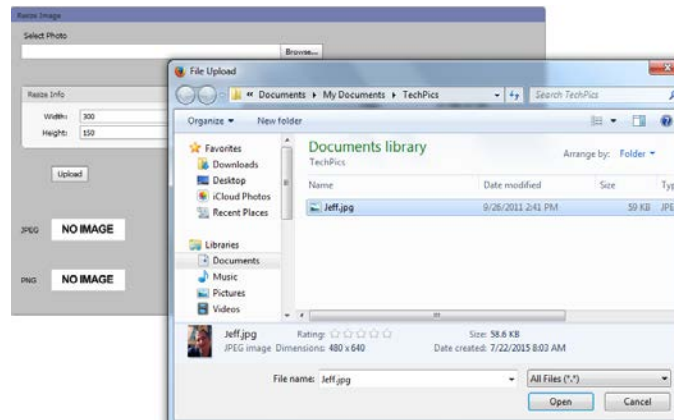 Resize Image
Select Photo
Browse...
Resize Info
Width: 300
Height: 150
Upload
JPEG NO IMAGE
PNG NO IMAGE
File Upload
« Documents ▸ My Documents ▸ TechPics
Search TechPics
Organize
New folder
Favorites
Downloads
Desktop
iCloud Photos
Recent Places
Libraries
Documents
Music
Pictures
Videos
Documents library
TechPics
Arrange by: Folder
Name Date modified Size
Jeff.jpg 9/26/2011 2:41 PM 59 KB
Jeff.jpg Rating: Size: 58.6 KB
JPEG image Dimensions: 480 x 640 Date created: 7/22/2015 8:03 AM
File name: Jeff.jpg All Files (*.*)
Open Cancel